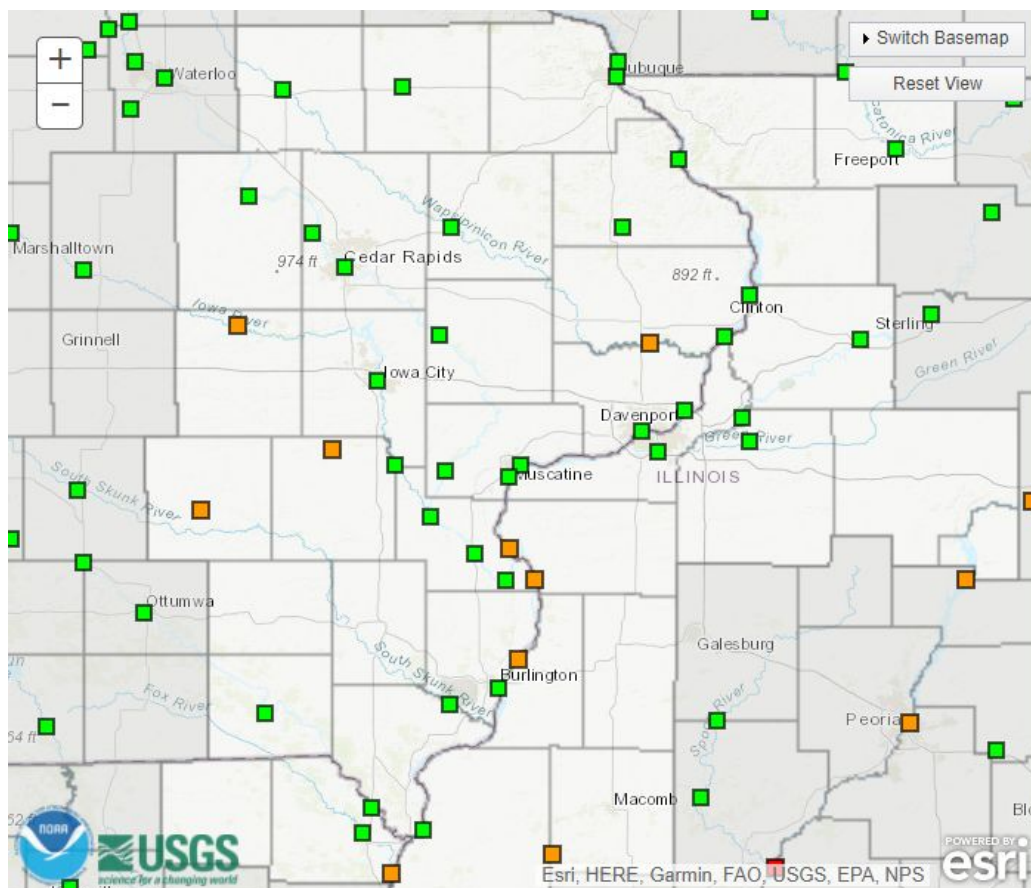 +
−
Switch Basemap
Reset View
Waterloo
Dubuque
Pecatonica River
Freeport
Marshalltown
974 ft
Cedar Rapids
Wapsipinicon River
892 ft
Clinton
Iowa River
Grinnell
Sterling
Green River
Iowa City
Davenport
Green River
South Skunk River
Muscatine
ILLINOIS
Ottumwa
Galesburg
South Skunk River
Burlington
Fox River
Spoon River
Peoria
Macomb
NOAA
USGS
science for a changing world
POWERED BY
esri
Esri, HERE, Garmin, FAO, USGS, EPA, NPS